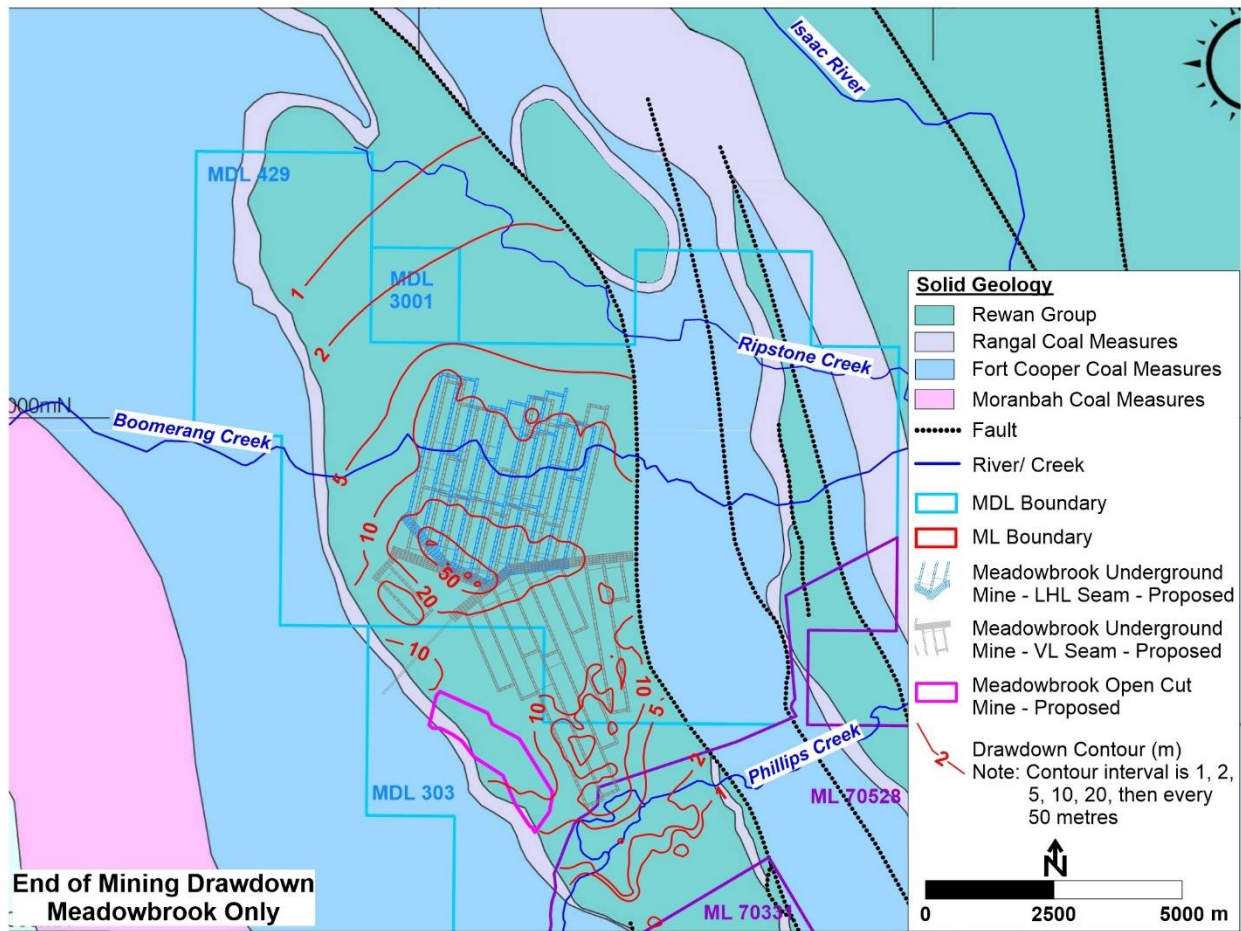 Isaac River
MDL 429
1
MDL
3001
2
Ripstone Creek
000mN
Boomerang Creek
5
10
50
20
10
10
10
5
2
1
Phillips Creek
MDL 303
ML 70528
ML 70331
End of Mining Drawdown
Meadowbrook Only
Solid Geology
Rewan Group
Rangal Coal Measures
Fort Cooper Coal Measures
Moranbah Coal Measures
Fault
River/ Creek
MDL Boundary
ML Boundary
Meadowbrook Underground
Mine - LHL Seam - Proposed
Meadowbrook Underground
Mine - VL Seam - Proposed
Meadowbrook Open Cut
Mine - Proposed
2
Drawdown Contour (m)
Note: Contour interval is 1, 2,
5, 10, 20, then every
50 metres
N
0 2500 5000 m